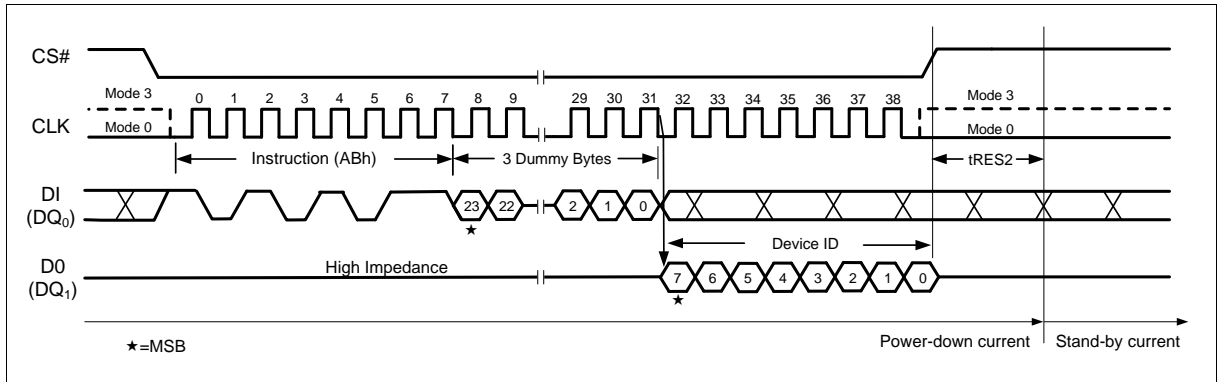 CS#
Mode 3
0 1 2 3 4 5 6 7 8 9 29 30 31 32 33 34 35 36 37 38
Mode 3
CLK
Mode 0
Mode 0
Instruction (ABh)
3 Dummy Bytes
tRES2
DI
(DQ0)
23 22 2 1 0
★
Device ID
D0
(DQ1)
High Impedance
7 6 5 4 3 2 1 0
★
Power-down current
Stand-by current
★=MSB